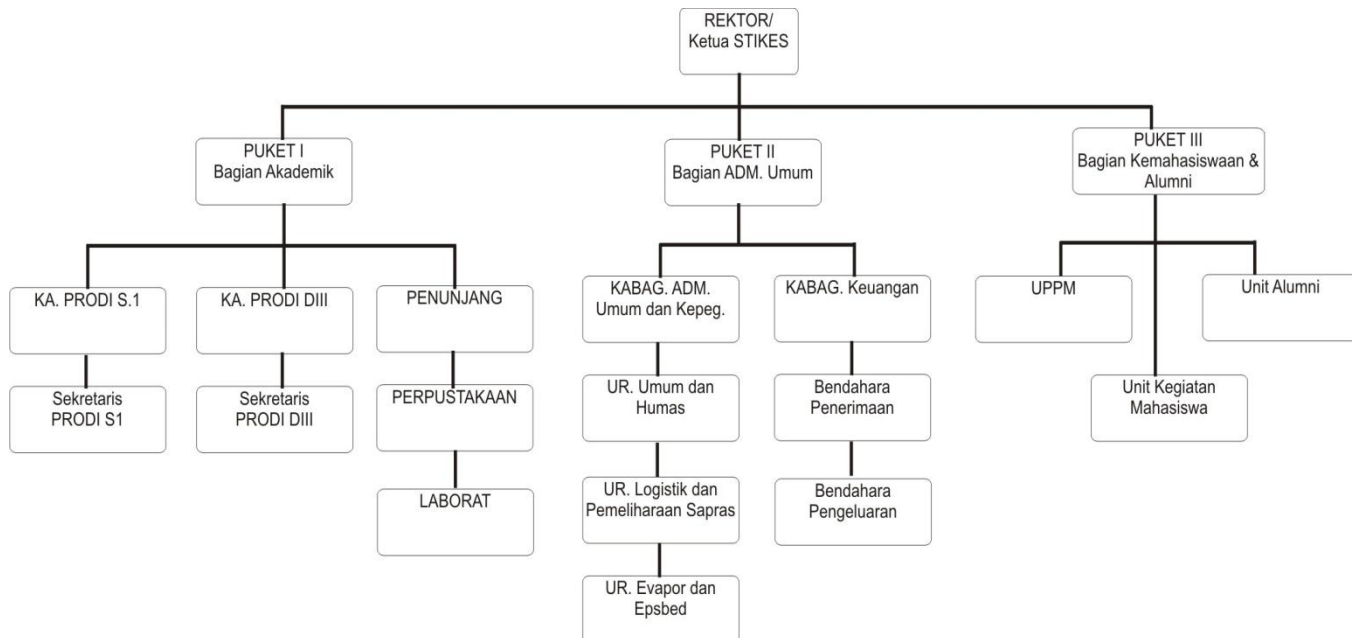 REKTOR/
Ketua STIKES
PUKET I
Bagian Akademik
PUKET II
Bagian ADM. Umum
PUKET III
Bagian Kemahasiswaan &
Alumni
KA. PRODI S.1
KA. PRODI DIII
PENUNJANG
KABAG. ADM.
Umum dan Kepeg.
KABAG. Keuangan
UPPM
Unit Alumni
Sekretaris
PRODI S1
Sekretaris
PRODI DIII
PERPUSTAKAAN
UR. Umum dan
Humas
Bendahara
Penerimaan
Unit Kegiatan
Mahasiswa
LABORAT
UR. Logistik dan
Pemeliharaan Sapras
Bendahara
Pengeluaran
UR. Evapor dan
Epsbed